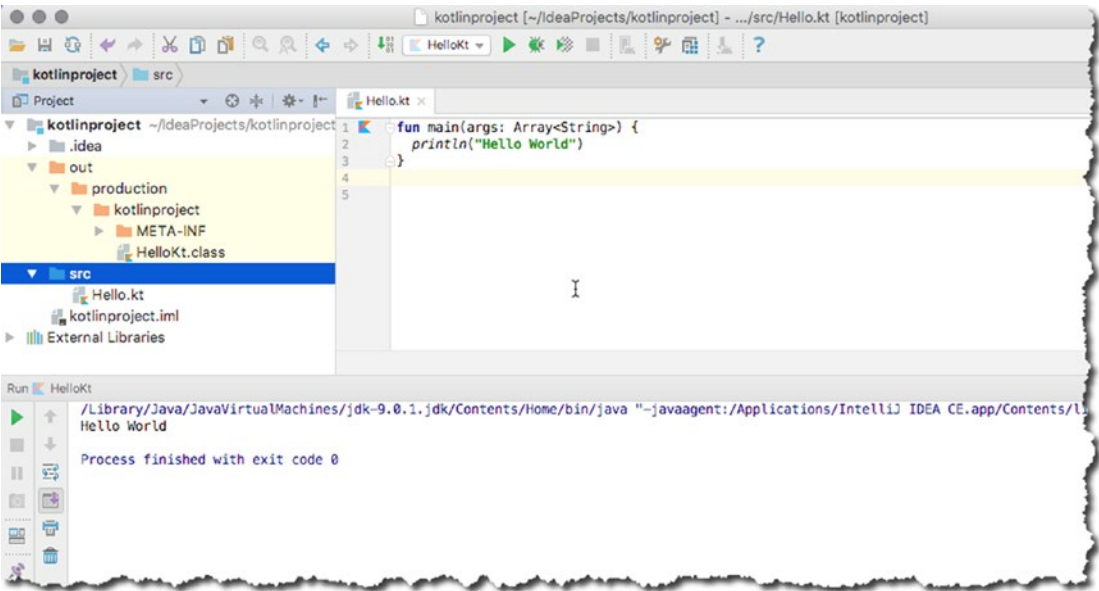 kotlinproject [~/IdeaProjects/kotlinproject] - .../src/Hello.kt [kotlinproject]
HelloKt
kotlinproject src
Project
Hello.kt
kotlinproject ~/IdeaProjects/kotlinproject
.idea
out
production
kotlinproject
META-INF
HelloKt.class
src
Hello.kt
kotlinproject.iml
External Libraries
1 fun main(args: Array<String>) {
2 println("Hello World")
3 }
4
5
Run HelloKt
/Library/Java/JavaVirtualMachines/jdk-9.0.1.jdk/Contents/Home/bin/java "-javaagent:/Applications/IntelliJ IDEA CE.app/Contents/li
Hello World
Process finished with exit code 0